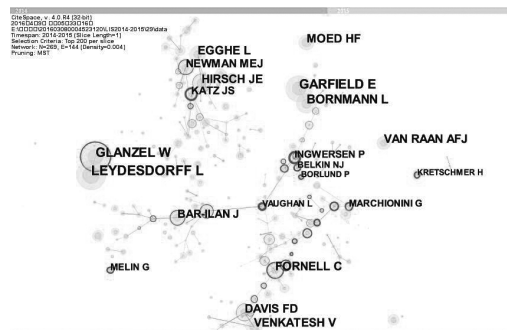 2014
2015
CiteSpace, v. 4.0.R4 (32-bit)
Timespan: 2014-2015 (Slice Length=1)
Selection Criteria: Top 200 per slice
Network: N=269, E=144 (Density=0.004)
Pruning: MST
MOED HF
EGGHE L
NEWMAN MEJ
HIRSCH JE
KATZ JS
GARFIELD E
BORNMANN L
VAN RAAN AFJ
GLANZEL W
LEYDESDORFF L
INGWERSEN P
BELKIN NJ
BORLUND P
KRETSCHMER H
VAUGHAN L
MARCHIONINI G
BAR-ILAN J
MELIN G
FORNELL C
DAVIS FD
VENKATESH V